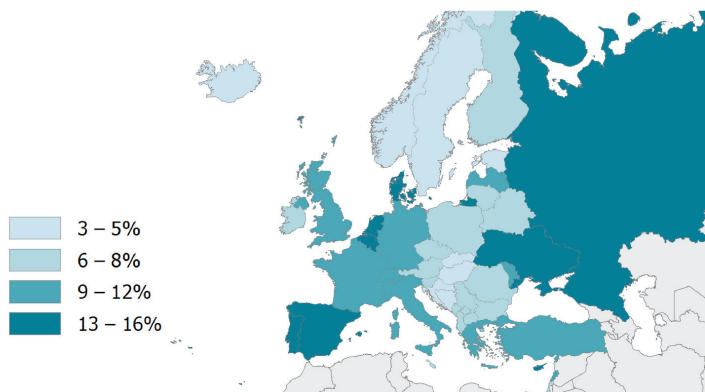 3 – 5%
6 – 8%
9 – 12%
13 – 16%